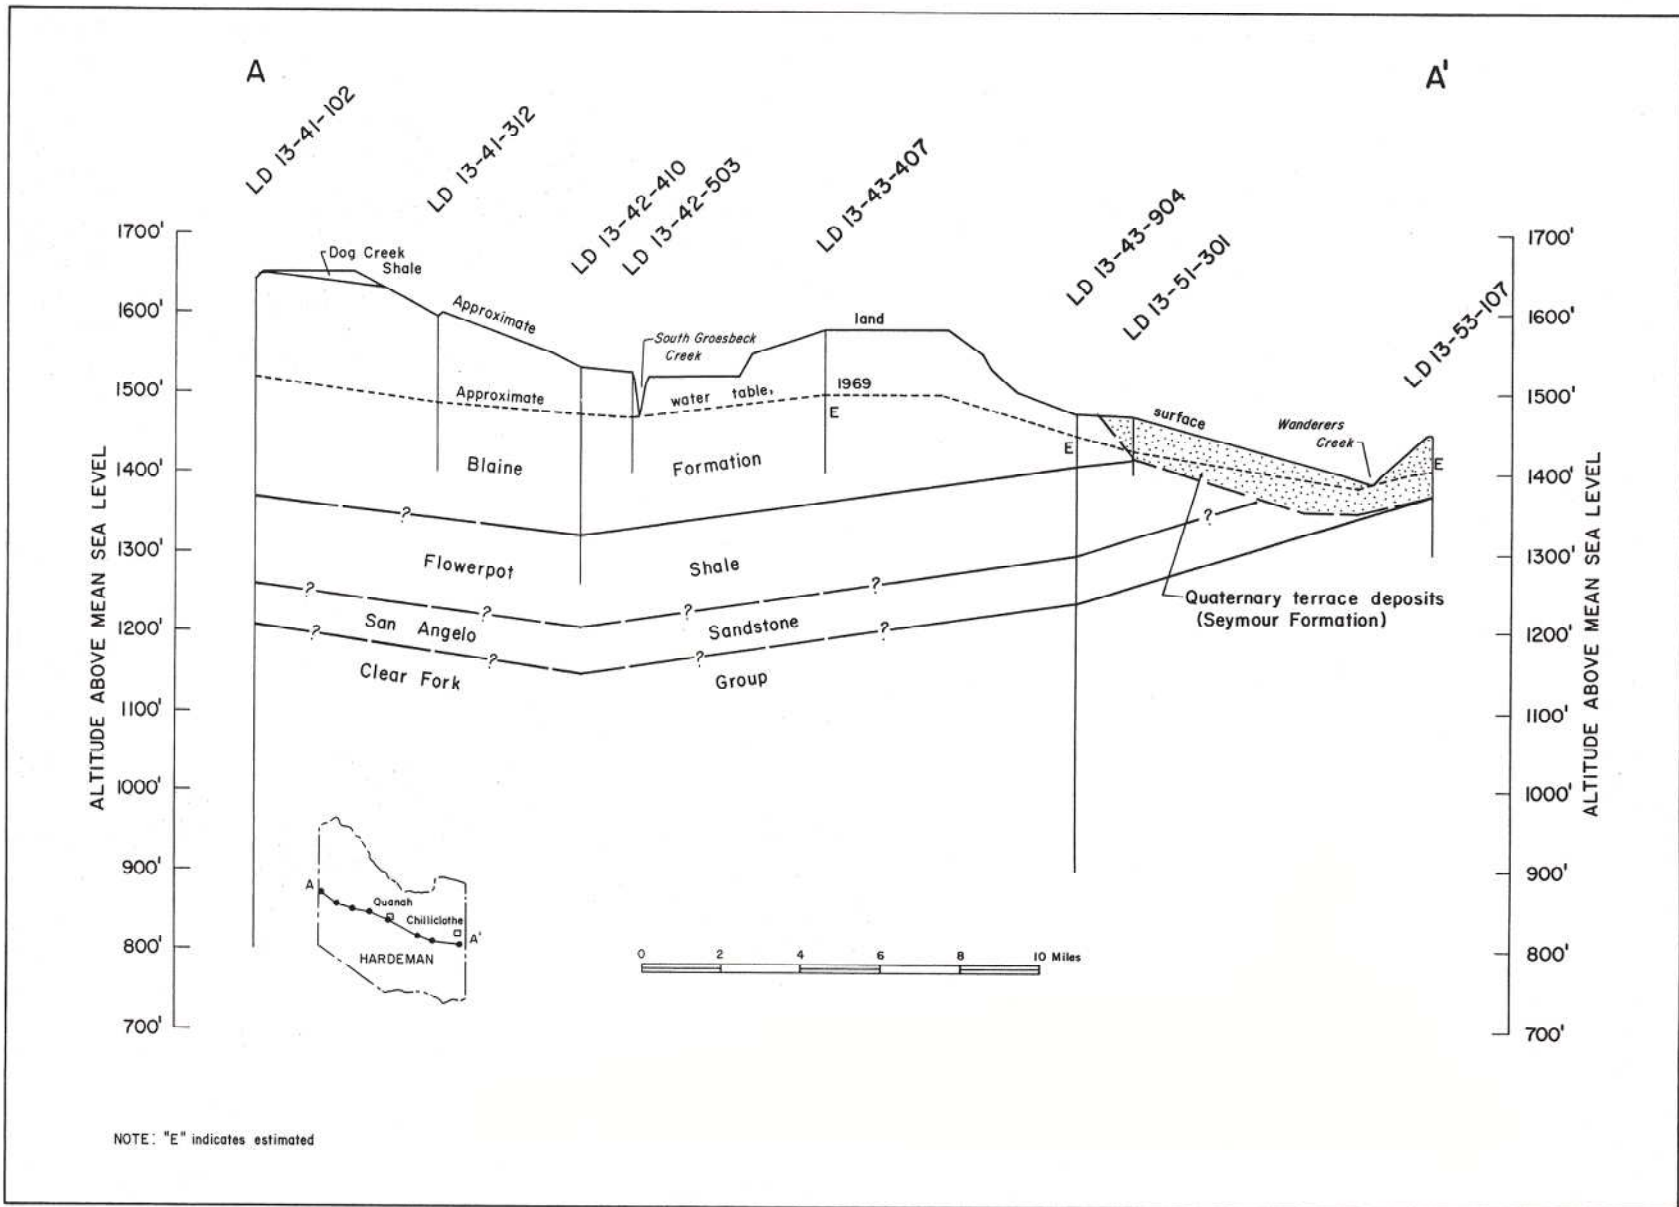 A
A'
LD 13-41-102
LD 13-41-312
LD 13-42-410
LD 13-42-503
LD 13-43-407
LD 13-43-904
LD 13-51-301
LD 13-53-107
ALTITUDE ABOVE MEAN SEA LEVEL
1700'
1600'
1500'
1400'
1300'
1200'
1100'
1000'
900'
800'
700'
Dog Creek
Shale
Approximate
land
surface
South Groesbeck
Creek
Approximate
water table,
1969
E
E
E
Wanderers
Creek
Blaine
Formation
?
?
Flowerpot
Shale
?
?
?
?
San Angelo
Sandstone
?
?
?
?
Clear Fork
Group
Quaternary terrace deposits
(Seymour Formation)
1700'
1600'
1500'
1400'
1300'
1200'
1100'
1000'
900'
800'
700'
ALTITUDE ABOVE MEAN SEA LEVEL
A
Quanah
Chilliclothe
A'
HARDEMAN
0 2 4 6 8 10 Miles
NOTE: "E" indicates estimated